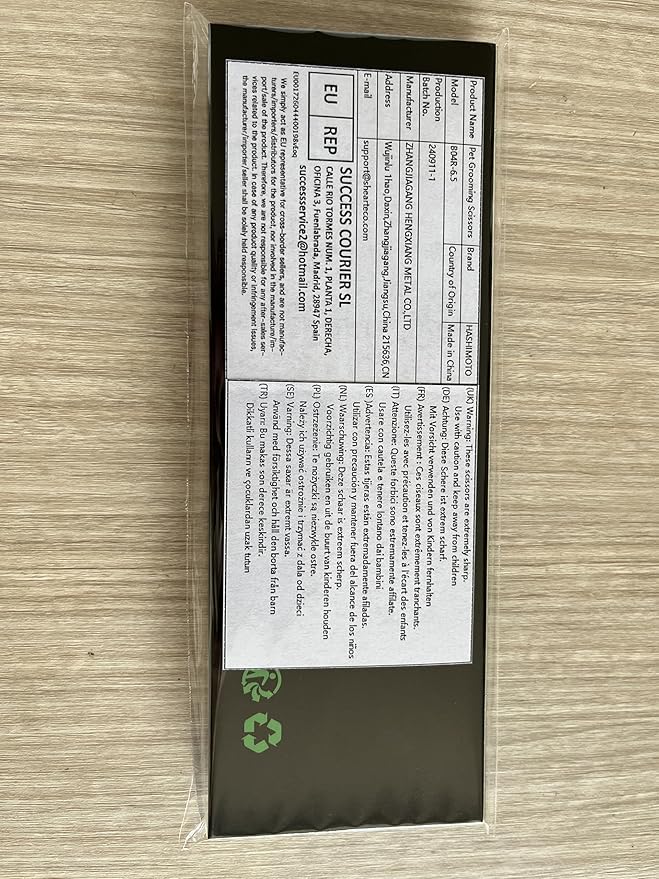 Product Name Pet Grooming Scissors Brand HASHIMOTO
Model B04R-6.5 Country of Origin Made in China
Production
Batch No. 240911-1
Manufacturer ZHANGJIAGANG HENGXIANG METAL CO.,LTD
Address Wujinlu 1hao,Daxin,Zhangjiagang,Jiangsu,China 215636,CN
E-mail support@shearteco.com
EU REP
SUCCESS COURIER SL
CALLE RIO TORMES NUM. 1, PLANTA 1, DERECHA,
OFICINA 3, Fuenlabrada, Madrid, 28947 Spain
successservice2@hotmail.com
We simply act as EU representative for cross-border sellers, and are not manufac-
turers/importers/distributors for the product, nor involved in the manufacture/im-
port/sale of the product. Therefore, we are not responsible for any after-sales ser-
vices related to the product. In case of any product quality or infringement issues,
the manufacturer/importer/seller shall be solely held responsible.
(UK) Warning: These scissors are extremely sharp.
Use with caution and keep away from children
(DE) Achtung: Diese Schere ist extrem scharf.
Mit Vorsicht verwenden und von Kindern fernhalten
(FR) Avertissement : Ces ciseaux sont extrêmement tranchants.
Utilisez-les avec précaution et tenez-les à l'écart des enfants
(IT) Attenzione: Queste forbici sono estremamente affilate.
Usare con cautela e tenere lontano dai bambini
(ES )Advertencia: Estas tijeras están extremadamente afiladas.
Utilizar con precaución y mantener fuera del alcance de los niños
(NL) Waarschuwing: Deze schaar is extreem scherp.
Voorzichtig gebruiken en uit de buurt van kinderen houden
(PL) Ostrzeżenie: Te nożyczki są niezwykle ostre.
Należy ich używać ostrożnie i trzymać z dala od dzieci
(SE) Varning: Dessa saxar är extremt vassa.
Använd med försiktighet och håll den borta från barn
(TR) Uyarı: Bu makas son derece keskindir.
Dikkatli kullanın ve çocuklardan uzak tutun